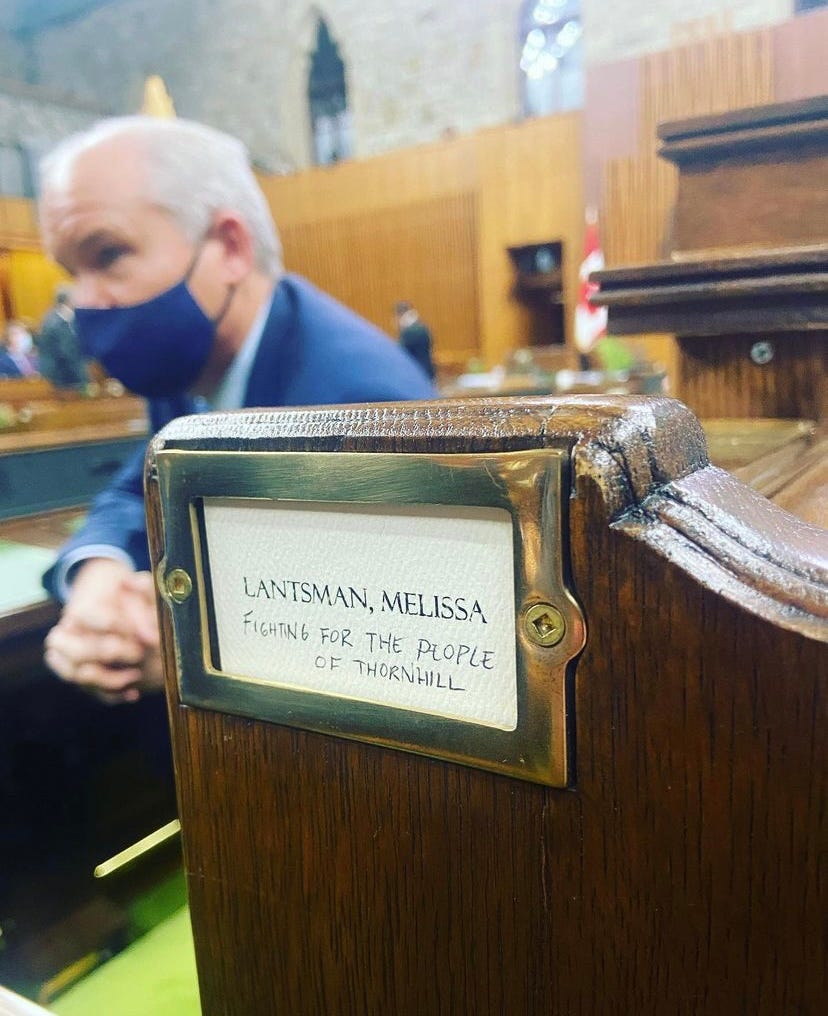 LANTSMAN, MELISSA
FIGHTING FOR THE PEOPLE
OF THORNHILL